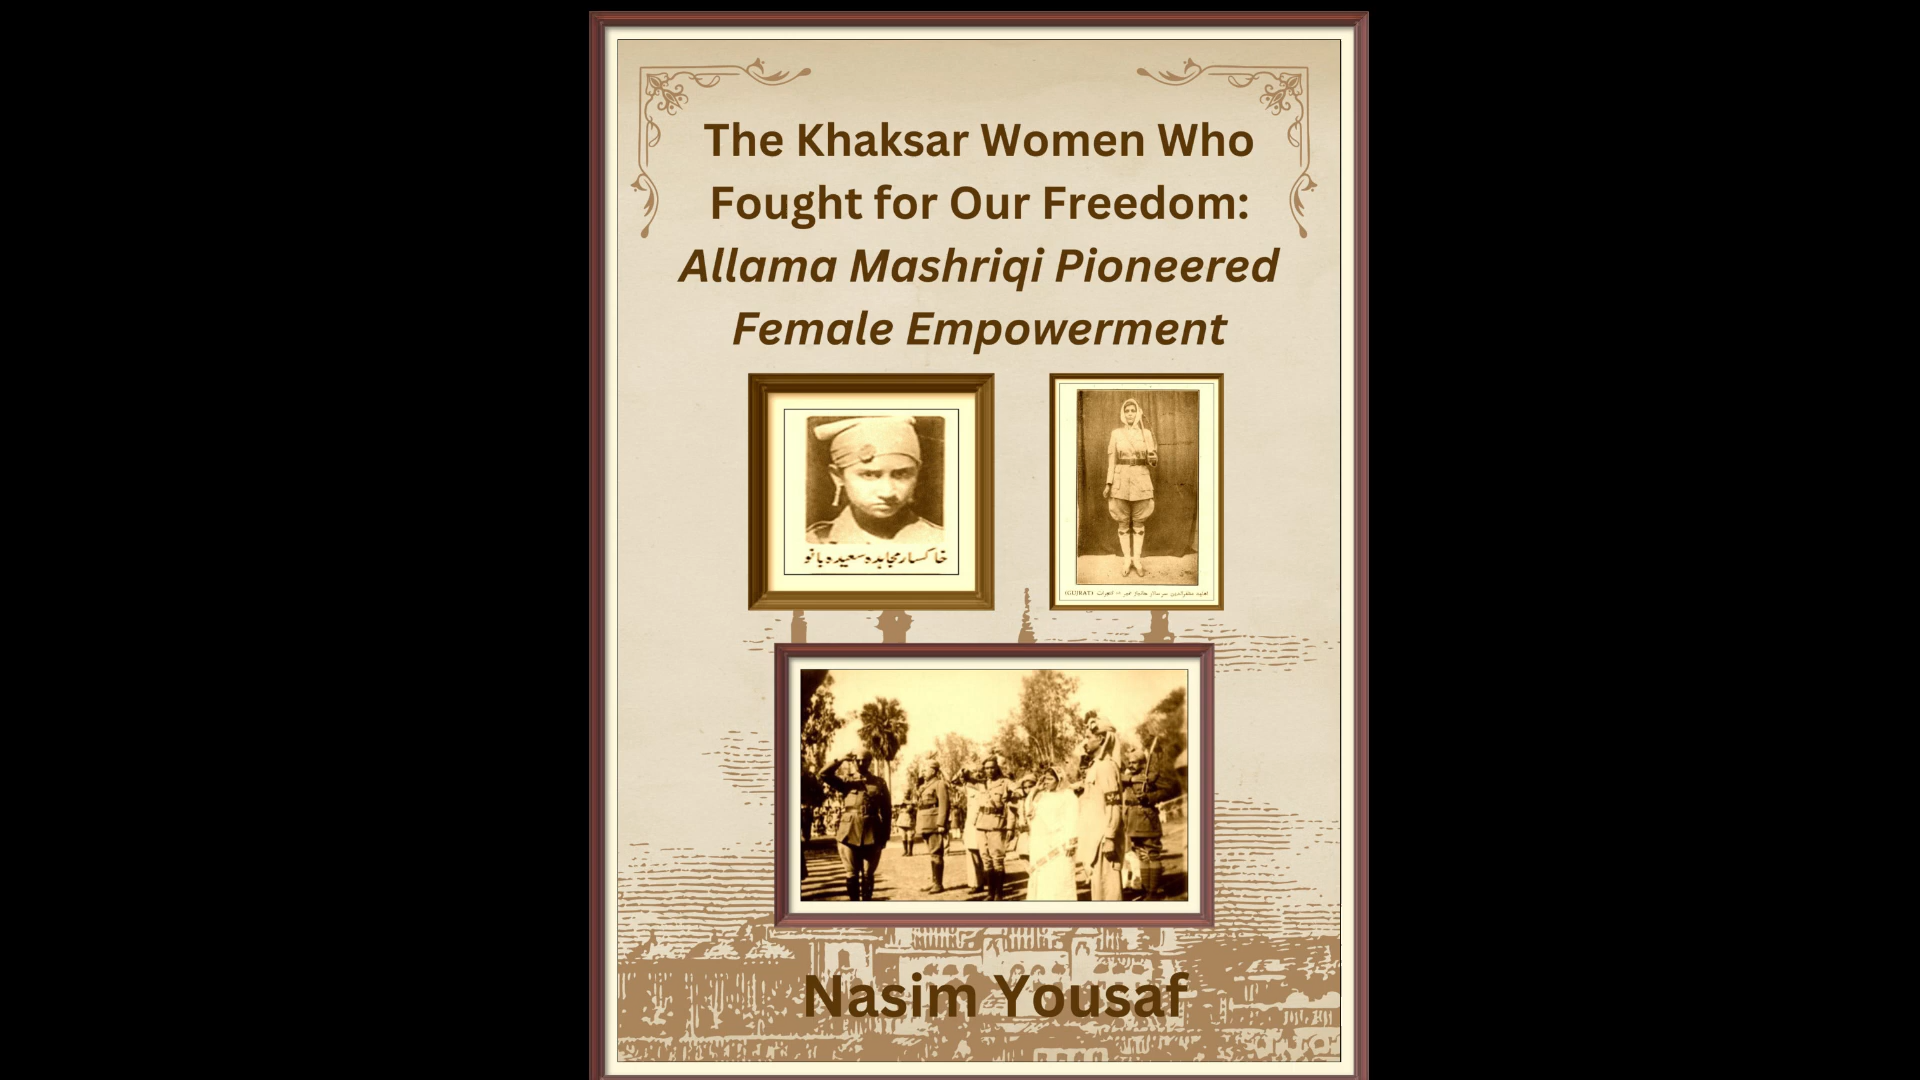 The Khaksar Women Who
Fought for Our Freedom:
Allama Mashriqi Pioneered
Female Empowerment
خاکسار مجاہدہ سعیدہ بانو
(GUJRAT)
Nasim Yousaf